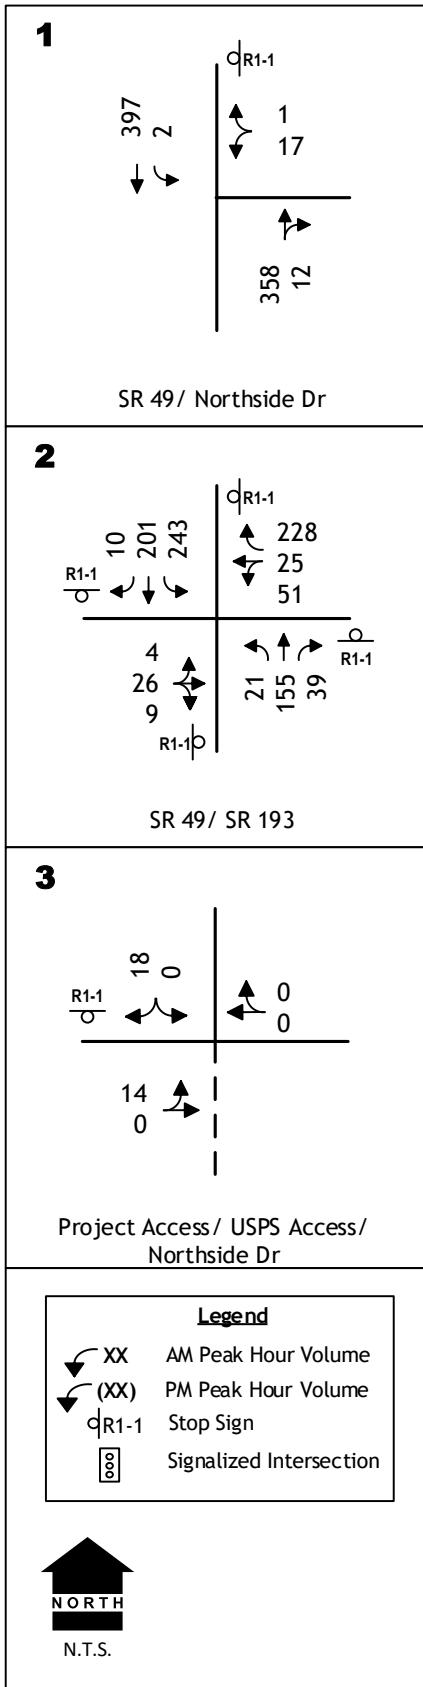 1
R1-1
397
2
1
17
358
12
SR 49/ Northside Dr
2
R1-1
10
201
243
228
25
51
R1-1
R1-1
4
26
9
21
155
39
R1-1
SR 49/ SR 193
3
18
0
R1-1
0
0
14
0
Project Access/ USPS Access/
Northside Dr
Legend
XX AM Peak Hour Volume
(XX) PM Peak Hour Volume
R1-1 Stop Sign
Signalized Intersection
NORTH
N.T.S.